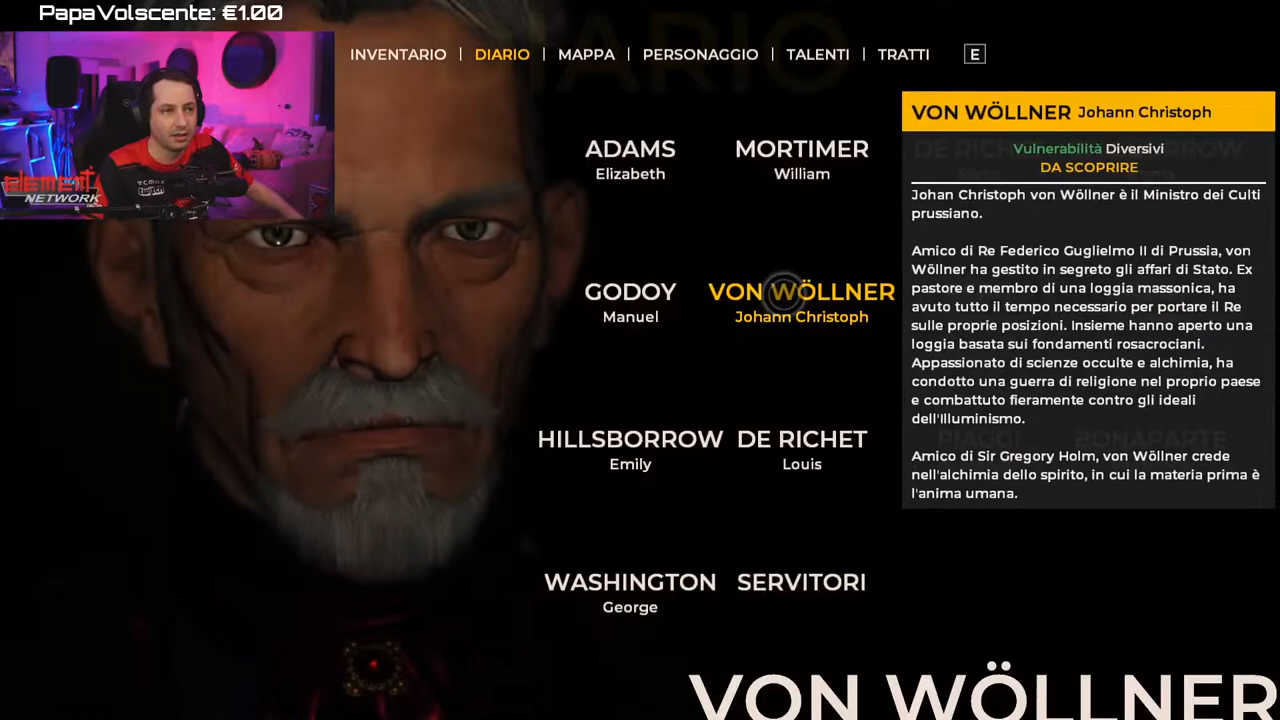 PapaVolscente: €1.00
INVENTARIO | DIARIO | MAPPA | PERSONAGGIO | TALENTI | TRATTI E
ELEMENT
NETWORK
twitch
ADAMS
Elizabeth
MORTIMER
William
GODOY
Manuel
VON WÖLLNER
Johann Christoph
HILLSBORROW
Emily
DE RICHET
Louis
WASHINGTON
George
SERVITORI
VON WÖLLNER Johann Christoph
Vulnerabilità Diversivi
DA SCOPRIRE
Johan Christoph von Wöllner è il Ministro dei Culti
prussiano.
Amico di Re Federico Guglielmo II di Prussia, von
Wöllner ha gestito in segreto gli affari di Stato. Ex
pastore e membro di una loggia massonica, ha
avuto tutto il tempo necessario per portare il Re
sulle proprie posizioni. Insieme hanno aperto una
loggia basata sui fondamenti rosacrociani.
Appassionato di scienze occulte e alchimia, ha
condotto una guerra di religione nel proprio paese
e combattuto fieramente contro gli ideali
dell'Illuminismo.
Amico di Sir Gregory Holm, von Wöllner crede
nell'alchimia dello spirito, in cui la materia prima è
l'anima umana.
PIAGGI
BONAPARTE
VON WÖLLNER